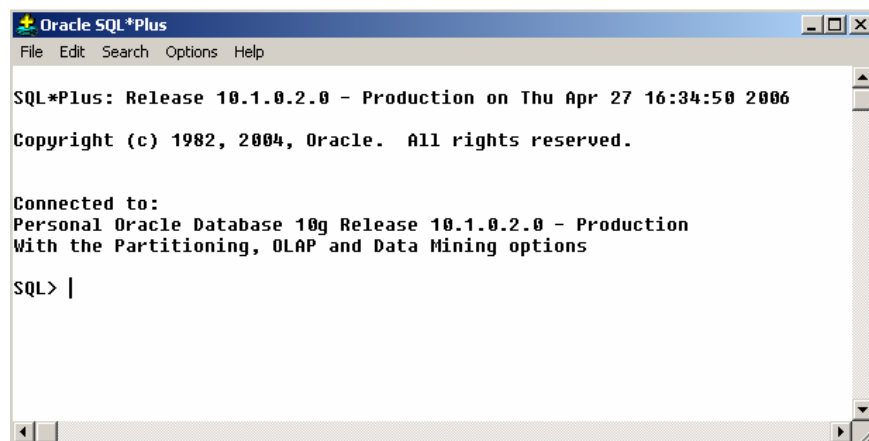 Oracle SQL*Plus
File Edit Search Options Help
SQL*Plus: Release 10.1.0.2.0 - Production on Thu Apr 27 16:34:50 2006
Copyright (c) 1982, 2004, Oracle.  All rights reserved.
Connected to:
Personal Oracle Database 10g Release 10.1.0.2.0 - Production
With the Partitioning, OLAP and Data Mining options
SQL>